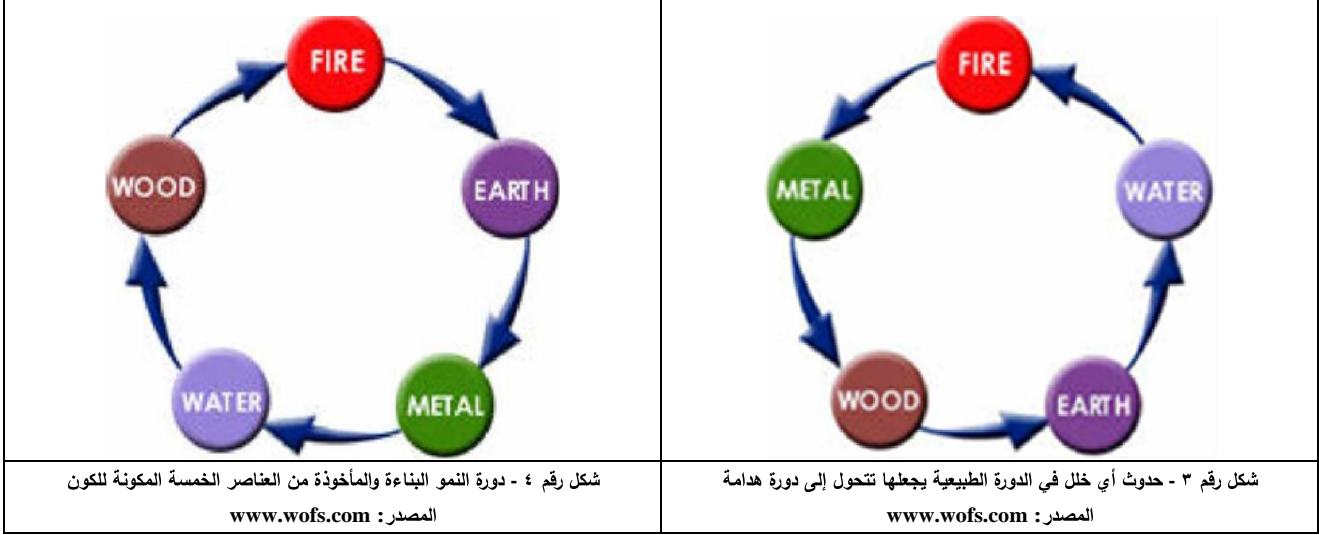 FIRE
METAL
WATER
WOOD
EARTH
شكل رقم ٣ - حدوث أي خلل في الدورة الطبيعية يجعلها تتحول إلى دورة هدامة
المصدر: www.wofs.com
FIRE
WOOD
EARTH
WATER
METAL
شكل رقم ٤ - دورة النمو البناءة والمأخوذة من العناصر الخمسة المكونة للكون
المصدر: www.wofs.com